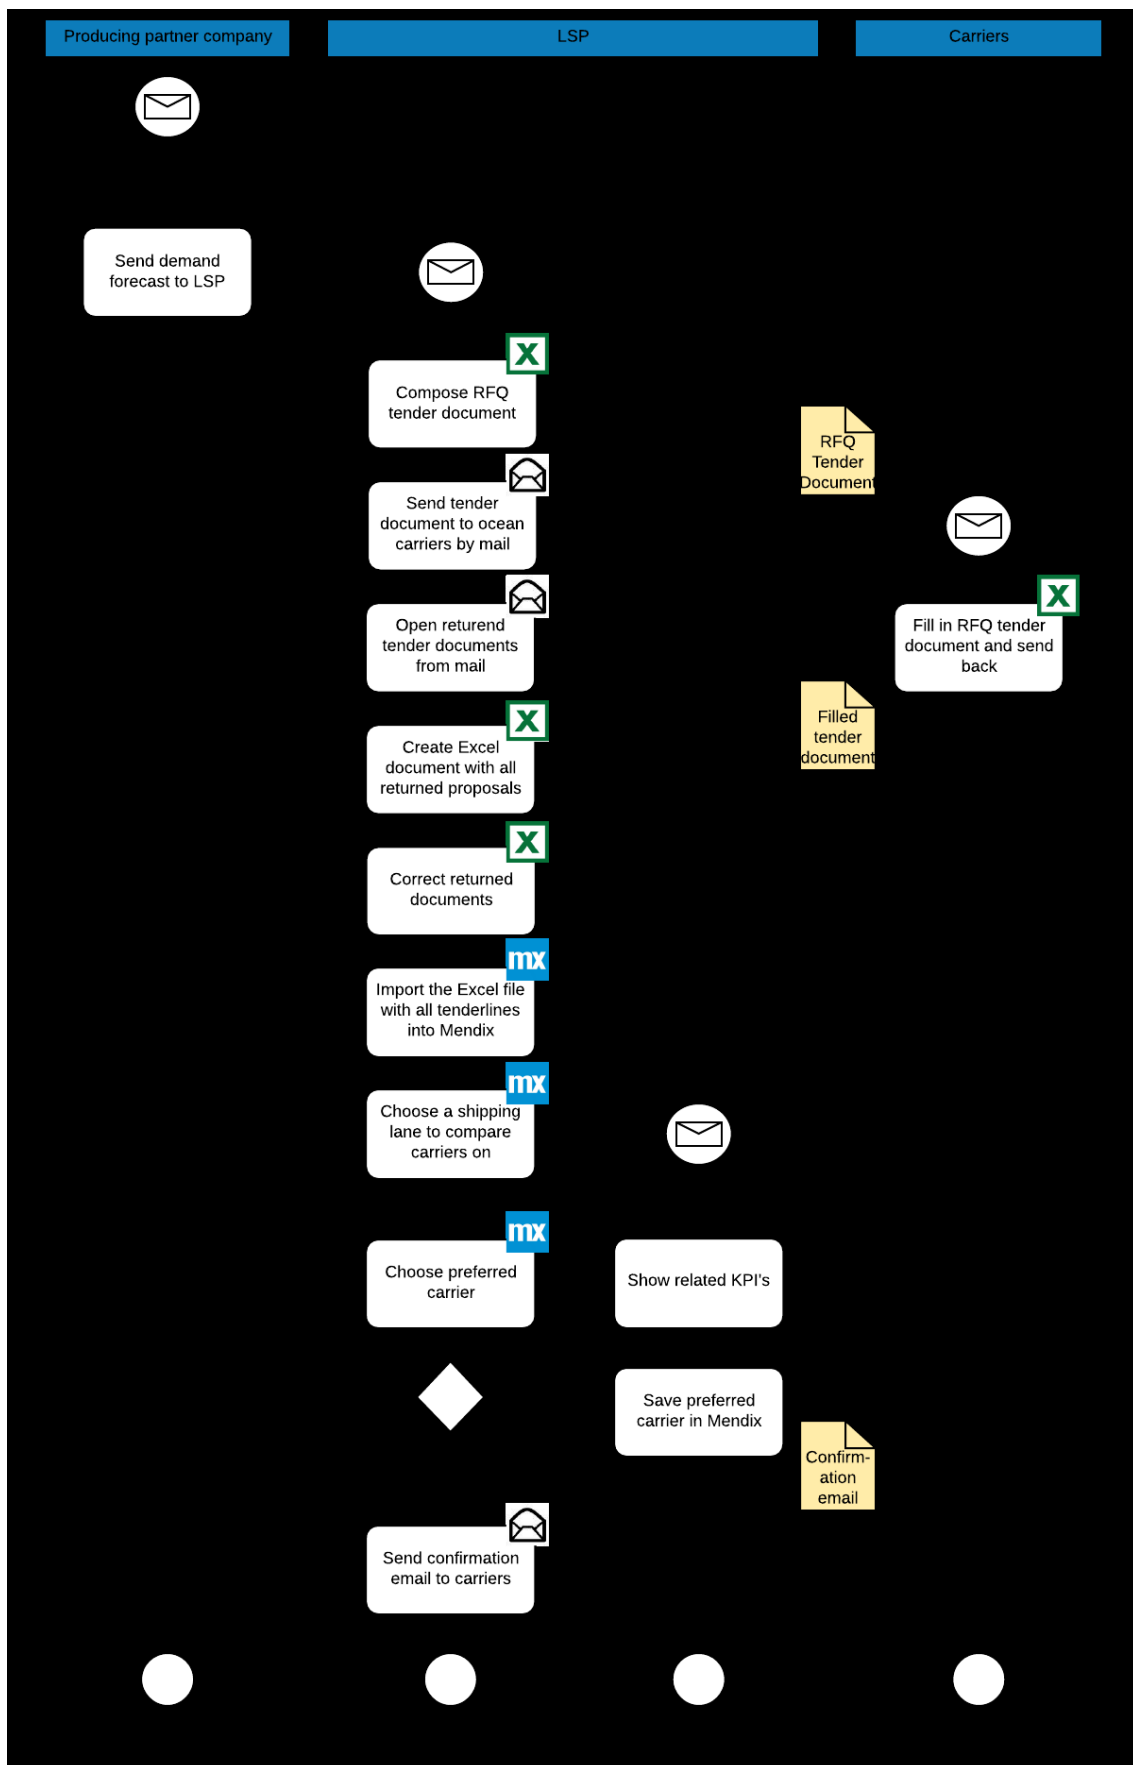 Producing partner company
LSP
Carriers
Send demand
forecast to LSP
X
Compose RFQ
tender document
RFQ
Tender
Document
Send tender
document to ocean
carriers by mail
X
Open returend
tender documents
from mail
Fill in RFQ tender
document and send
back
X
Filled
tender
document
Create Excel
document with all
returned proposals
X
Correct returned
documents
mx
Import the Excel file
with all tenderlines
into Mendix
mx
Choose a shipping
lane to compare
carriers on
mx
Choose preferred
carrier
Show related KPI's
Save preferred
carrier in Mendix
Confirm-
ation
email
Send confirmation
email to carriers